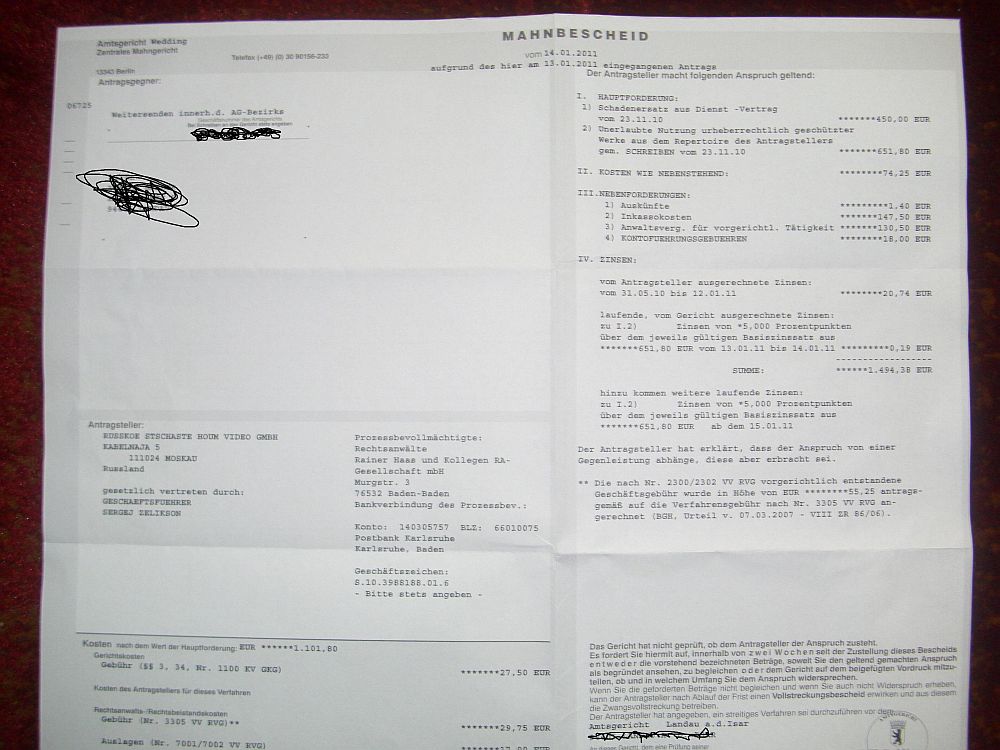 Amtsgericht Wedding
Zentrales Mahngericht
Telefax (+49) (0) 30 90156-233
13343 Berlin
Antragsgegner:
06725
Weitersenden innerh.d. AG-Bezirks
Geschäftsnummer des Amtsgerichts
Bei Schreiben an das Gericht stets angeben
MAHNBESCHEID
vom 14.01.2011
aufgrund des hier am 13.01.2011 eingegangenen Antrags
Der Antragsteller macht folgenden Anspruch geltend:
I. HAUPTFORDERUNG:
1) Schadenersatz aus Dienst -Vertrag
vom 23.11.10 *******450,00 EUR
2) Unerlaubte Nutzung urheberrechtlich geschützter
Werke aus dem Repertoire des Antragstellers
gem. SCHREIBEN vom 23.11.10 *******651,80 EUR
II. KOSTEN WIE NEBENSTEHEND: ********74,25 EUR
III.NEBENFORDERUNGEN:
1) Auskünfte *********1,40 EUR
2) Inkassokosten *******147,50 EUR
3) Anwaltsverg. für vorgerichtl. Tätigkeit *******130,50 EUR
4) KONTOFUEHRUNGSGEBUEHREN ********18,00 EUR
IV. ZINSEN:
vom Antragsteller ausgerechnete Zinsen:
vom 31.05.10 bis 12.01.11 ********20,74 EUR
laufende, vom Gericht ausgerechnete Zinsen:
zu I.2) Zinsen von *5,000 Prozentpunkten
über dem jeweils gültigen Basiszinssatz aus
*******651,80 EUR vom 13.01.11 bis 14.01.11 *********0,19 EUR
------------------
SUMME: ******1.494,38 EUR
hinzu kommen weitere laufende Zinsen:
zu I.2) Zinsen von *5,000 Prozentpunkten
über dem jeweils gültigen Basiszinssatz aus
*******651,80 EUR ab dem 15.01.11
Der Antragsteller hat erklärt, dass der Anspruch von einer
Gegenleistung abhänge, diese aber erbracht sei.
** Die nach Nr. 2300/2302 VV RVG vorgerichtlich entstandene
Geschäftsgebühr wurde in Höhe von EUR ********55,25 antrags-
gemäß auf die Verfahrensgebühr nach Nr. 3305 VV RVG an-
gerechnet (BGH, Urteil v. 07.03.2007 - VIII ZR 86/06).
Antragsteller:
RUSSKOE STSCHASTE HOUM VIDEO GMBH
KABELNAJA 5
111024 MOSKAU
Russland
gesetzlich vertreten durch:
GESCHAEFTSFUEHRER
SERGEJ ZELIKSON
Prozessbevollmächtigte:
Rechtsanwälte
Rainer Haas und Kollegen RA-
Gesellschaft mbH
Murgstr. 3
76532 Baden-Baden
Bankverbindung des Prozessbev.:
Konto: 140305757 BLZ: 66010075
Postbank Karlsruhe
Karlsruhe, Baden
Geschäftszeichen:
S.10.3988188.01.6
- Bitte stets angeben -
Kosten nach dem Wert der Hauptforderung: EUR ******1.101,80
Gerichtskosten
Gebühr (§§ 3, 34, Nr. 1100 KV GKG) *******27,50 EUR
Kosten des Antragstellers für dieses Verfahren
Rechtsanwalts-/Rechtsbeistandskosten
Gebühr (Nr. 3305 VV RVG)** *******29,75 EUR
Auslagen (Nr. 7001/7002 VV RVG) *******17,00 EUR
Das Gericht hat nicht geprüft, ob dem Antragsteller der Anspruch zusteht.
Es fordert Sie hiermit auf, innerhalb von zwei Wochen seit der Zustellung dieses Bescheids
entweder die vorstehend bezeichneten Beträge, soweit Sie den geltend gemachten Anspruch
als begründet ansehen, zu begleichen oder dem Gericht auf dem beigefügten Vordruck mitzu-
teilen, ob und in welchem Umfang Sie dem Anspruch widersprechen.
Wenn Sie die geforderten Beträge nicht begleichen und wenn Sie auch nicht Widerspruch erheben,
kann der Antragsteller nach Ablauf der Frist einen Vollstreckungsbescheid erwirken und aus diesem
die Zwangsvollstreckung betreiben.
Der Antragsteller hat angegeben, ein streitiges Verfahren sei durchzuführen vor dem
Amtsgericht Landau a.d.Isar